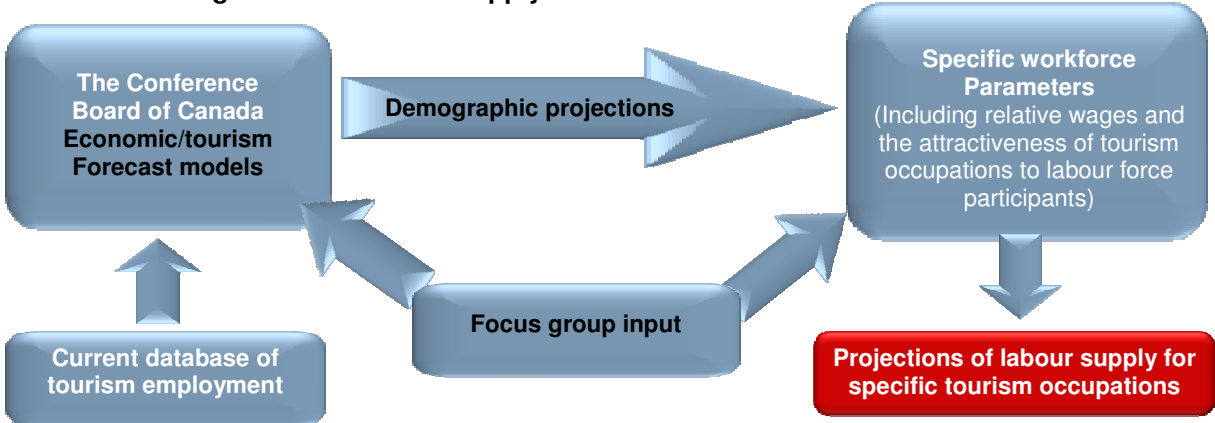 The Conference
Board of Canada
Economic/tourism
Forecast models
Demographic projections
Specific workforce
Parameters
(Including relative wages and
the attractiveness of tourism
occupations to labour force
participants)
Focus group input
Current database of
tourism employment
Projections of labour supply for
specific tourism occupations